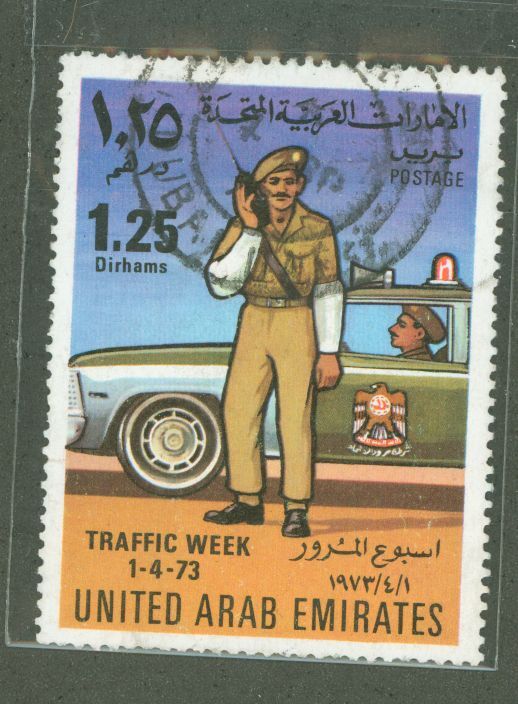 ١,٢٥
درهم
1.25
Dirhams
الامارات العربية المتحدة
بريد
POSTAGE
TRAFFIC WEEK
1-4-73
اسبوع المرور
١٩٧٣/٤/١
UNITED ARAB EMIRATES